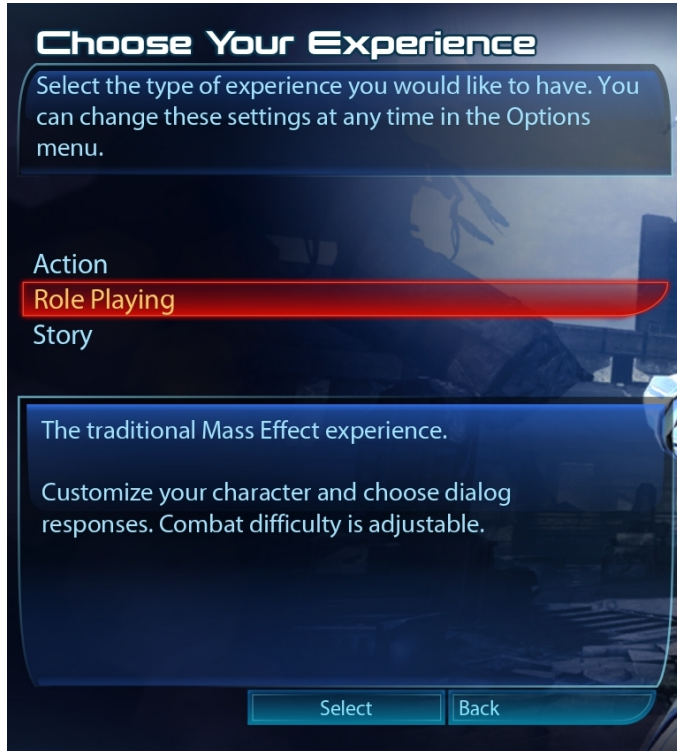 Choose Your Experience
Select the type of experience you would like to have. You
can change these settings at any time in the Options
menu.
Action
Role Playing
Story
The traditional Mass Effect experience.
Customize your character and choose dialog
responses. Combat difficulty is adjustable.
Select
Back